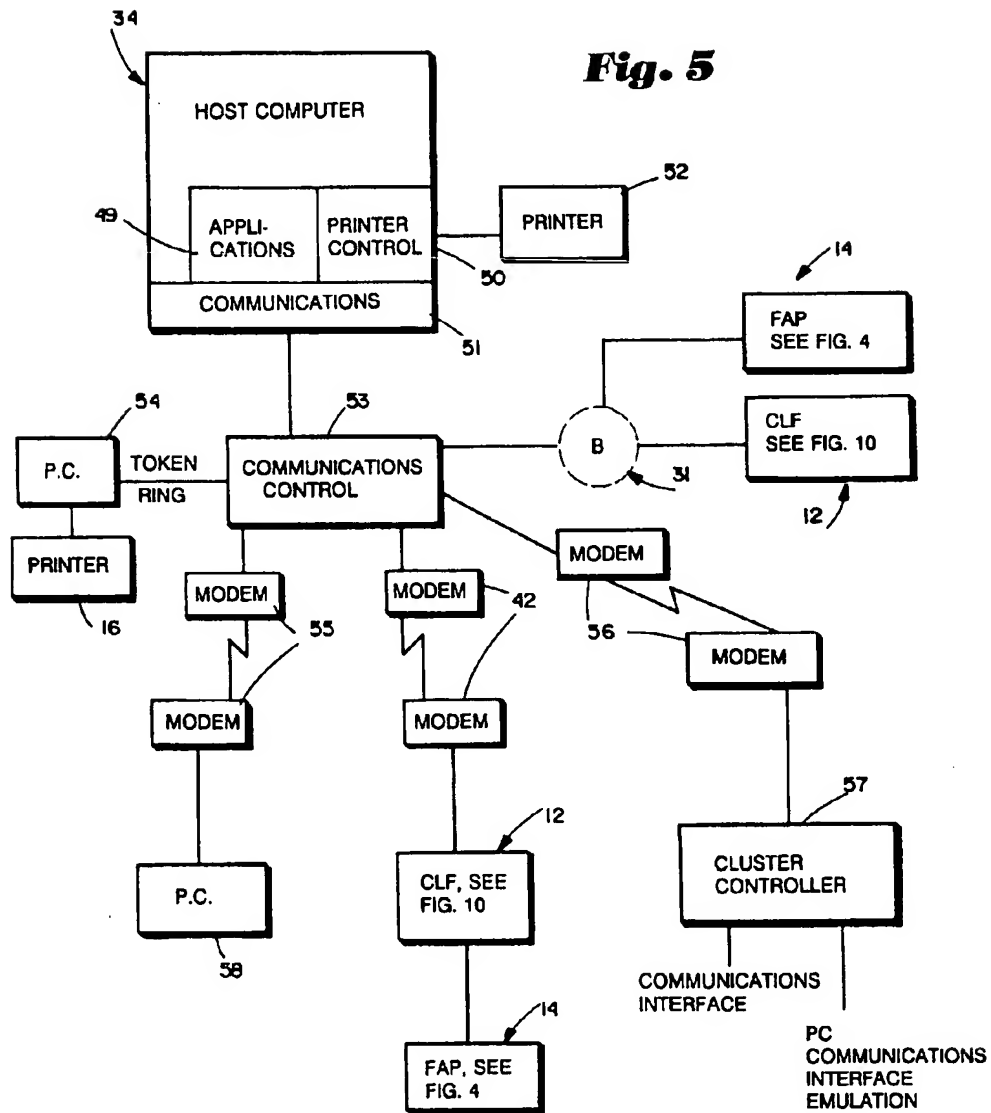 34
Fig. 5
HOST COMPUTER
52
49
APPLI-
CATIONS
PRINTER
CONTROL
PRINTER
50
14
COMMUNICATIONS
51
FAP
SEE FIG. 4
54
53
CLF
SEE FIG. 10
P.C.
TOKEN
RING
COMMUNICATIONS
CONTROL
B
31
12
PRINTER
16
MODEM
55
MODEM
42
MODEM
56
MODEM
MODEM
MODEM
57
12
P.C.
58
CLF, SEE
FIG. 10
CLUSTER
CONTROLLER
COMMUNICATIONS
INTERFACE
14
FAP, SEE
FIG. 4
PC
COMMUNICATIONS
INTERFACE
EMULATION